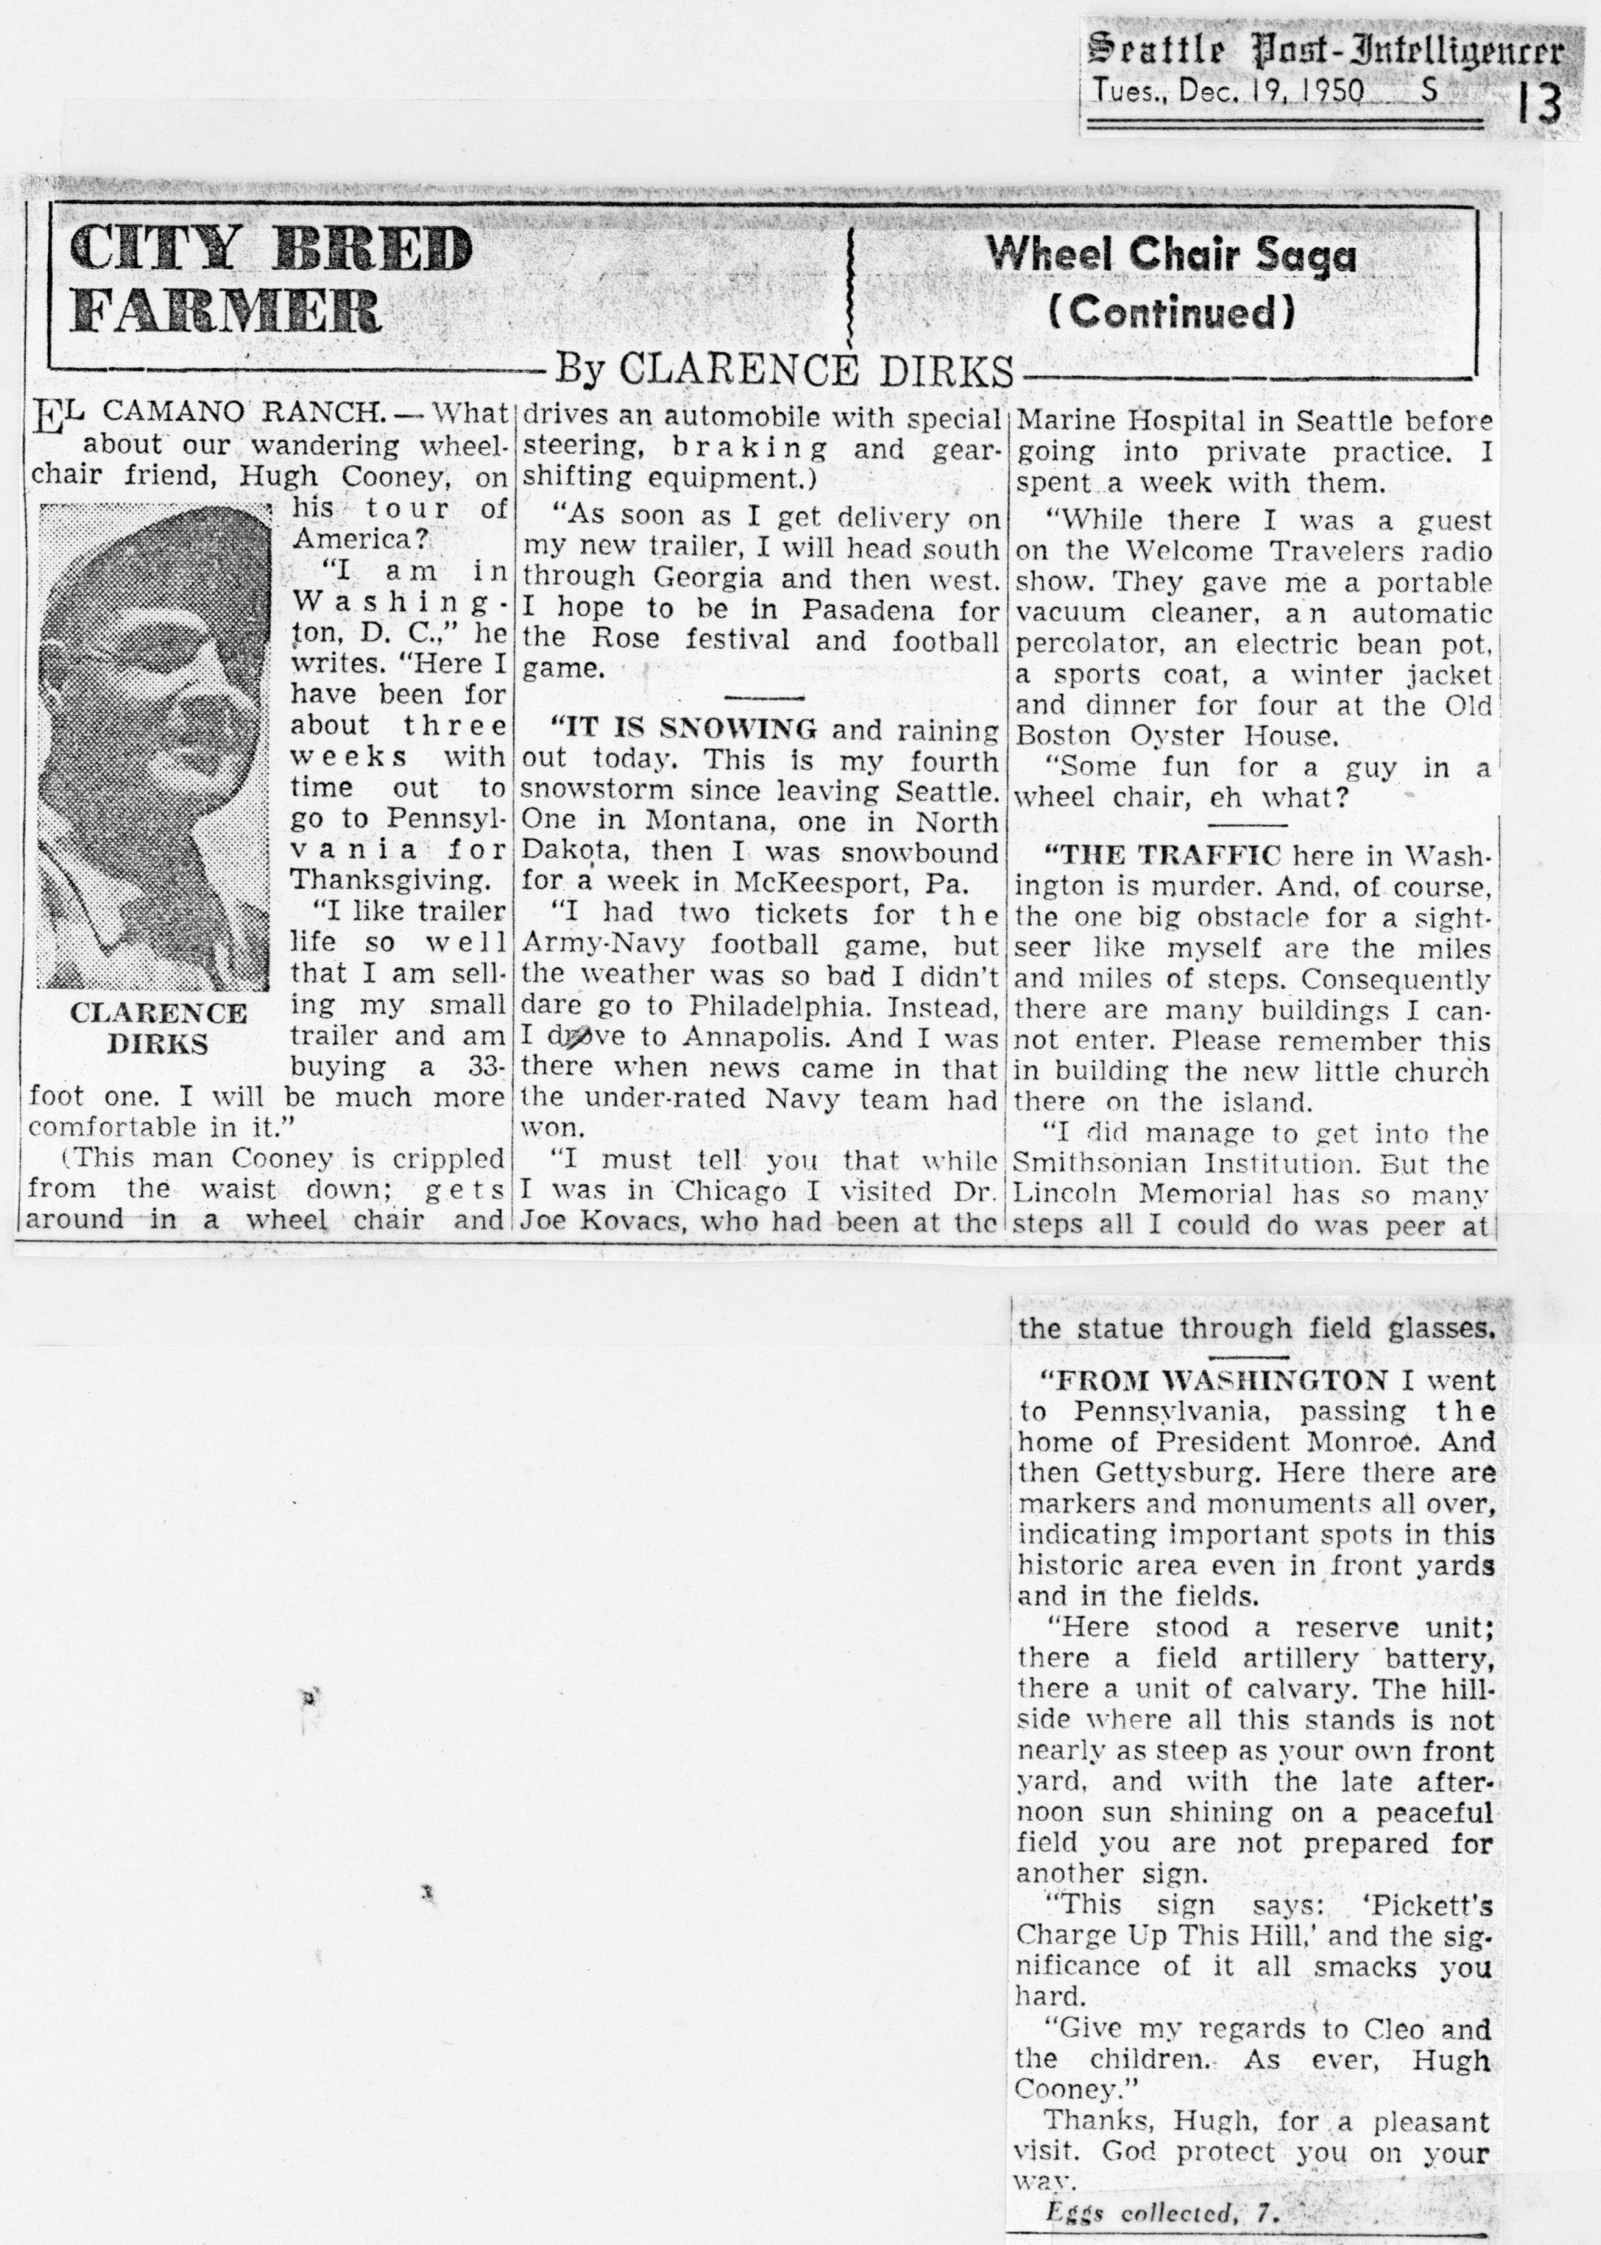 Seattle Post-Intelligencer
Tues., Dec. 19, 1950 S 13
CITY BRED
FARMER
Wheel Chair Saga
(Continued)
By CLARENCE DIRKS
EL CAMANO RANCH. — What
about our wandering wheel-
chair friend, Hugh Cooney, on
his tour of
America?
"I am in
Washing-
ton, D. C.," he
writes. "Here I
have been for
about three
weeks with
time out to
go to Pennsyl-
vania for
Thanksgiving.
"I like trailer
life so well
that I am sell-
ing my small
trailer and am
buying a 33-
CLARENCE
DIRKS
foot one. I will be much more
comfortable in it."
(This man Cooney is crippled
from the waist down; gets
around in a wheel chair and
drives an automobile with special
steering, braking and gear-
shifting equipment.)
"As soon as I get delivery on
my new trailer, I will head south
through Georgia and then west.
I hope to be in Pasadena for
the Rose festival and football
game.
"IT IS SNOWING and raining
out today. This is my fourth
snowstorm since leaving Seattle.
One in Montana, one in North
Dakota, then I was snowbound
for a week in McKeesport, Pa.
"I had two tickets for the
Army-Navy football game, but
the weather was so bad I didn't
dare go to Philadelphia. Instead,
I drove to Annapolis. And I was
there when news came in that
the under-rated Navy team had
won.
"I must tell you that while
I was in Chicago I visited Dr.
Joe Kovacs, who had been at the
Marine Hospital in Seattle before
going into private practice. I
spent a week with them.
"While there I was a guest
on the Welcome Travelers radio
show. They gave me a portable
vacuum cleaner, an automatic
percolator, an electric bean pot,
a sports coat, a winter jacket
and dinner for four at the Old
Boston Oyster House.
"Some fun for a guy in a
wheel chair, eh what?
"THE TRAFFIC here in Wash-
ington is murder. And, of course,
the one big obstacle for a sight-
seer like myself are the miles
and miles of steps. Consequently
there are many buildings I can-
not enter. Please remember this
in building the new little church
there on the island.
"I did manage to get into the
Smithsonian Institution. But the
Lincoln Memorial has so many
steps all I could do was peer at
the statue through field glasses.
"FROM WASHINGTON I went
to Pennsylvania, passing the
home of President Monroe. And
then Gettysburg. Here there are
markers and monuments all over,
indicating important spots in this
historic area even in front yards
and in the fields.
"Here stood a reserve unit;
there a field artillery battery,
there a unit of calvary. The hill-
side where all this stands is not
nearly as steep as your own front
yard, and with the late after-
noon sun shining on a peaceful
field you are not prepared for
another sign.
"This sign says: 'Pickett's
Charge Up This Hill,' and the sig-
nificance of it all smacks you
hard.
"Give my regards to Cleo and
the children. As ever, Hugh
Cooney."
Thanks, Hugh, for a pleasant
visit. God protect you on your
way.
Eggs collected, 7.